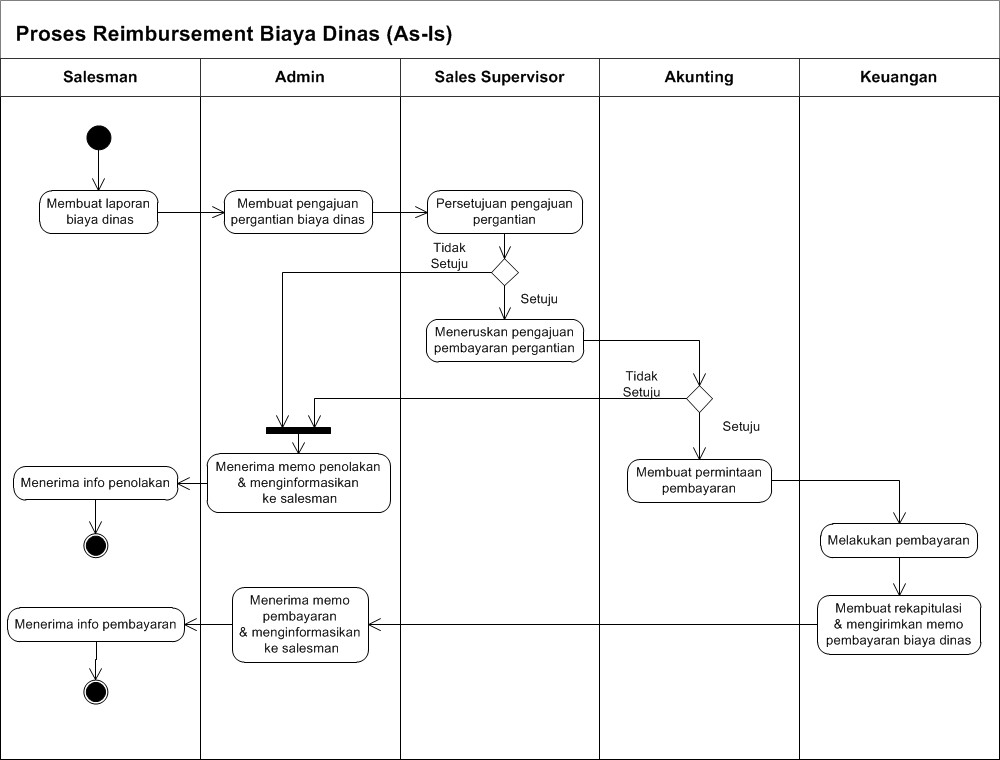 Proses Reimbursement Biaya Dinas (As-Is)
Salesman
Admin
Sales Supervisor
Akunting
Keuangan
Membuat laporan
biaya dinas
Membuat pengajuan
pergantian biaya dinas
Persetujuan pengajuan
pergantian
Tidak
Setuju
Setuju
Meneruskan pengajuan
pembayaran pergantian
Tidak
Setuju
Setuju
Menerima info penolakan
Menerima memo penolakan
& menginformasikan
ke salesman
Membuat permintaan
pembayaran
Melakukan pembayaran
Menerima info pembayaran
Menerima memo
pembayaran
& menginformasikan
ke salesman
Membuat rekapitulasi
& mengirimkan memo
pembayaran biaya dinas